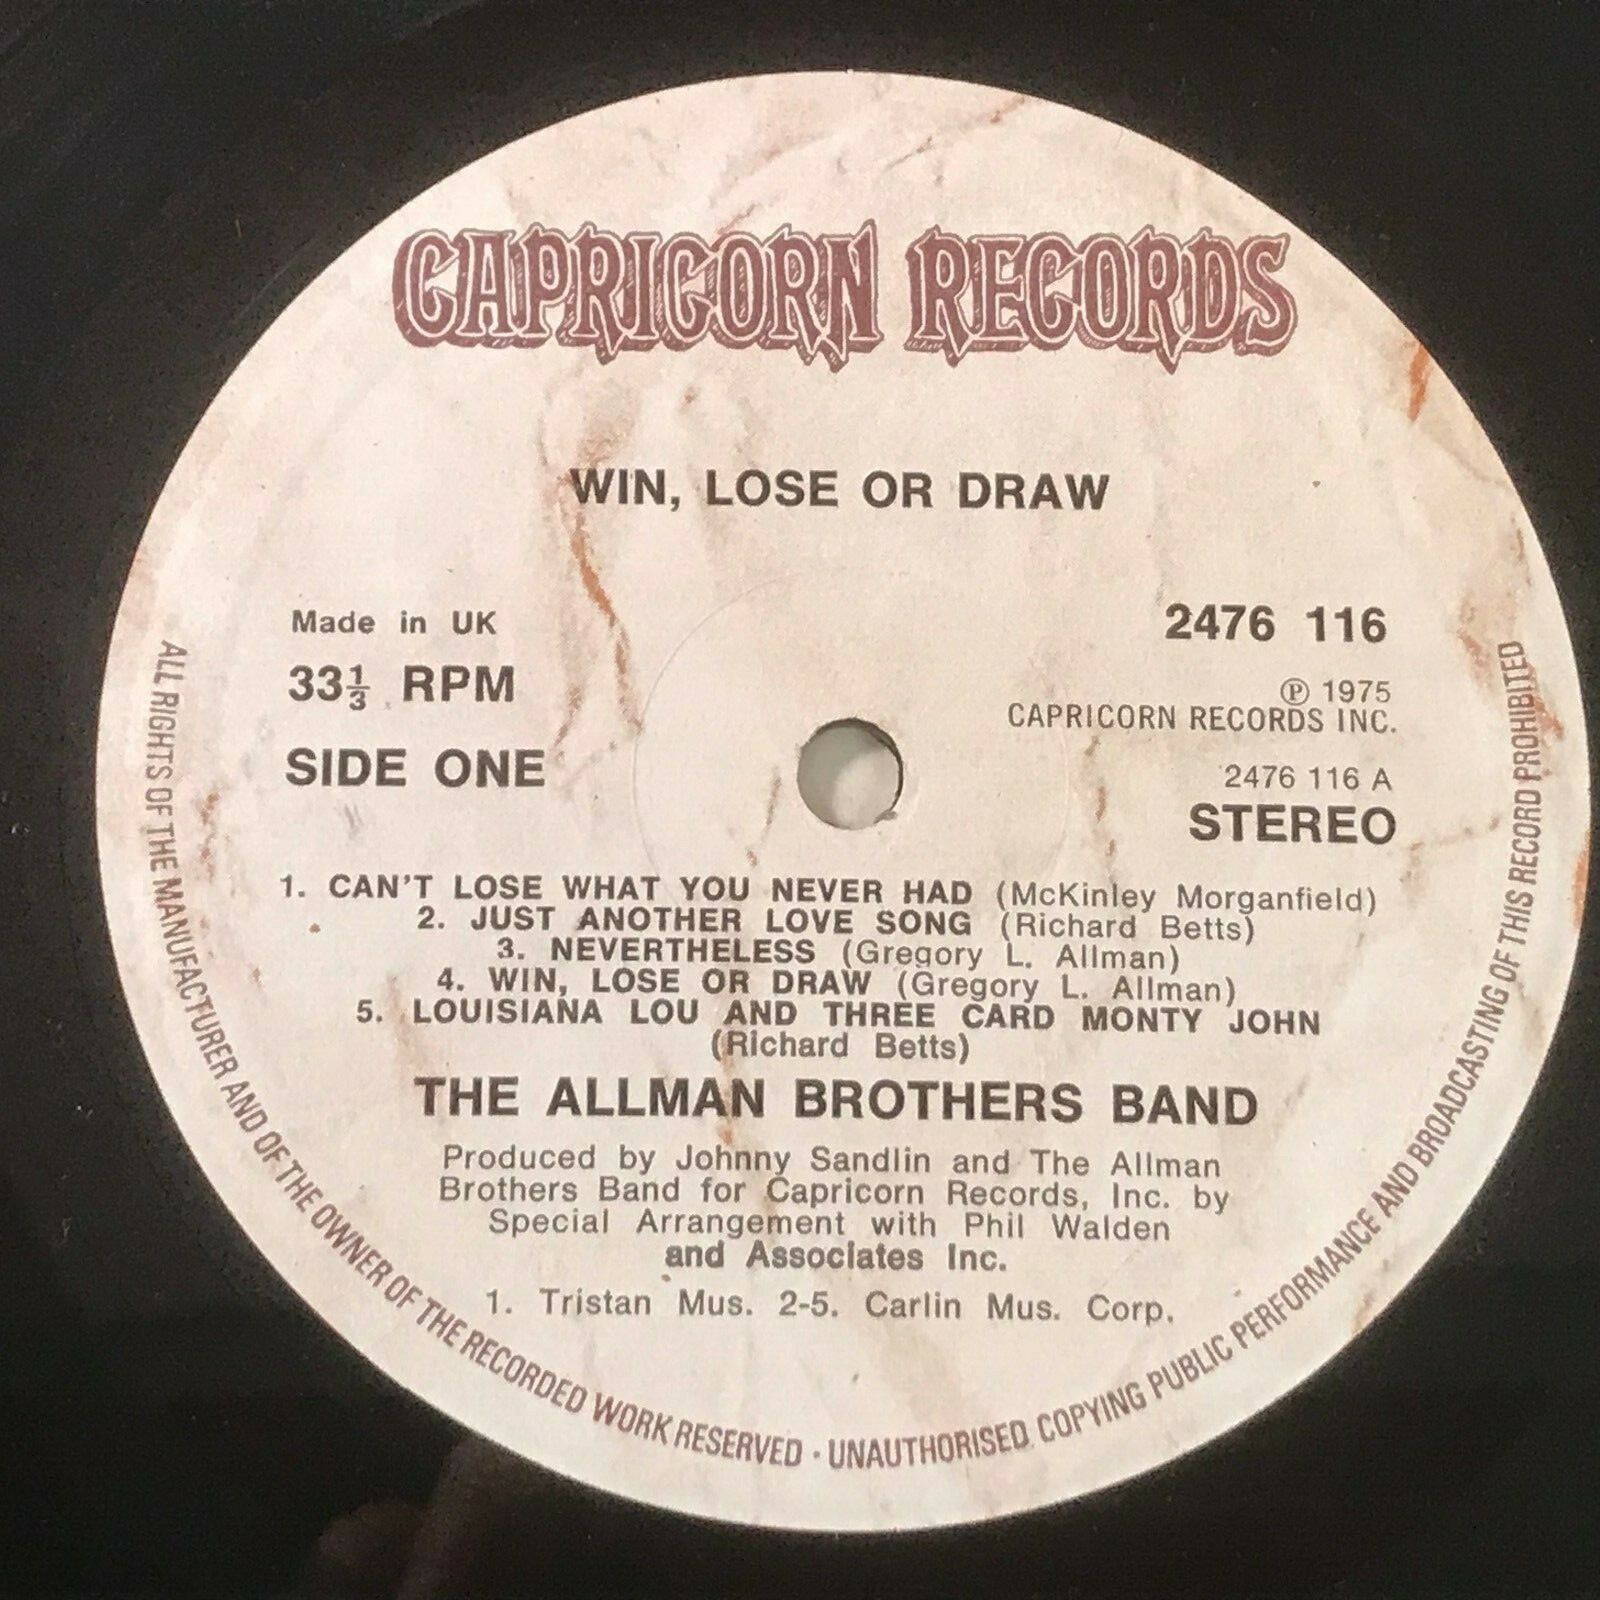 CAPRICORN RECORDS
WIN, LOSE OR DRAW
Made in UK
33⅓ RPM
SIDE ONE
2476 116
℗ 1975
CAPRICORN RECORDS INC.
2476 116 A
STEREO
1. CAN'T LOSE WHAT YOU NEVER HAD (McKinley Morganfield)
2. JUST ANOTHER LOVE SONG (Richard Betts)
3. NEVERTHELESS (Gregory L. Allman)
4. WIN, LOSE OR DRAW (Gregory L. Allman)
5. LOUISIANA LOU AND THREE CARD MONTY JOHN
(Richard Betts)
THE ALLMAN BROTHERS BAND
Produced by Johnny Sandlin and The Allman
Brothers Band for Capricorn Records, Inc. by
Special Arrangement with Phil Walden
and Associates Inc.
1. Tristan Mus. 2-5. Carlin Mus. Corp.
ALL RIGHTS OF THE MANUFACTURER AND OF THE OWNER OF THE RECORDED WORK RESERVED · UNAUTHORISED COPYING PUBLIC PERFORMANCE AND BROADCASTING OF THIS RECORD PROHIBITED